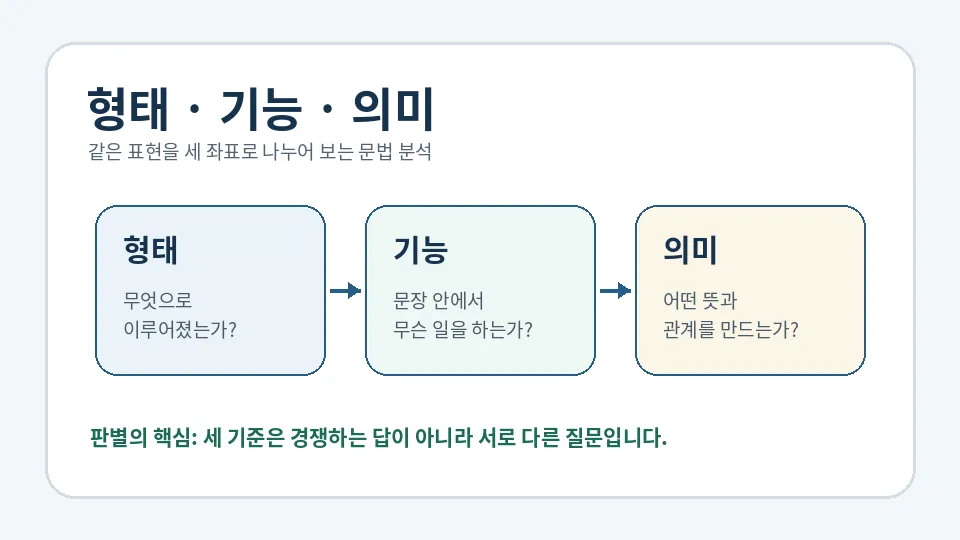 형태 · 기능 · 의미
같은 표현을 세 좌표로 나누어 보는 문법 분석
형태
무엇으로
이루어졌는가?
기능
문장 안에서
무슨 일을 하는가?
의미
어떤 뜻과
관계를 만드는가?
판별의 핵심: 세 기준은 경쟁하는 답이 아니라 서로 다른 질문입니다.